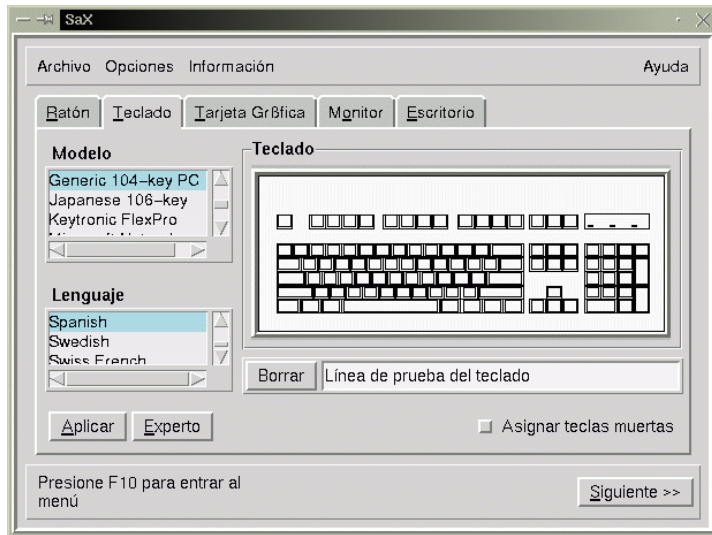 SaX
Archivo Opciones Información Ayuda
Ratón Teclado Tarjeta Grßfica Monitor Escritorio
Modelo
Generic 104-key PC
Japanese 106-key
Keytronic FlexPro
Teclado
Lenguaje
Spanish
Swedish
Swiss French
Borrar Línea de prueba del teclado
Aplicar Experto Asignar teclas muertas
Presione F10 para entrar al
menú
Siguiente >>